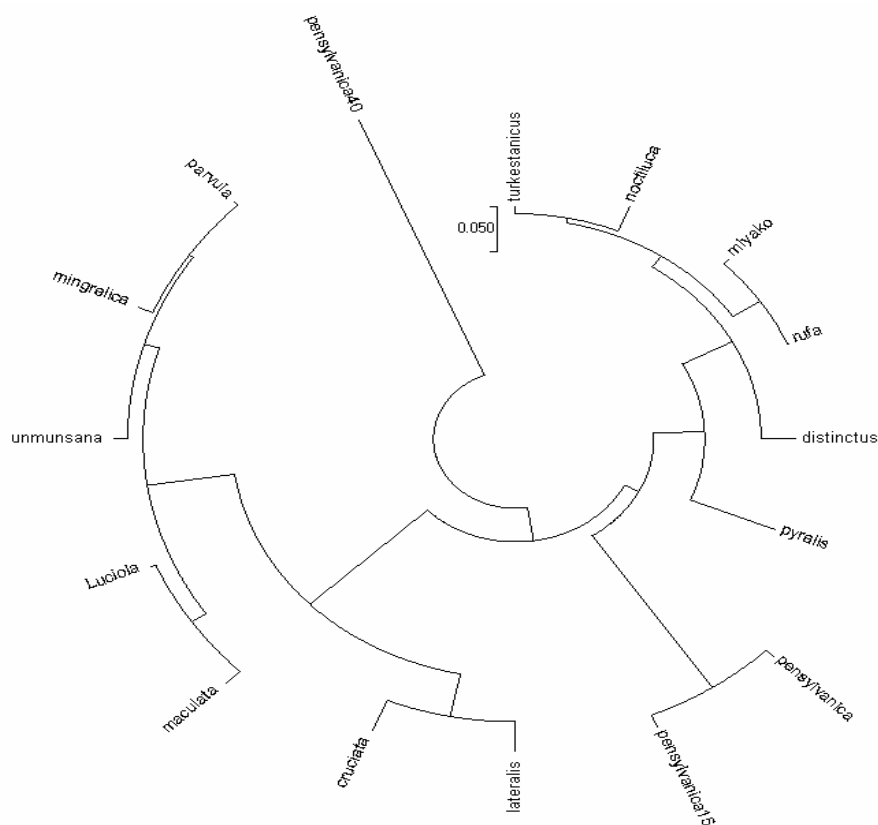 pensylvanica40
turkestanicus
noctiluca
miyako
rufa
distinctus
pyralis
pensylvanica
pensylvanica15
lateralis
cruciata
maculata
Luciola
unmunsana
mingrelica
parvula
0.050